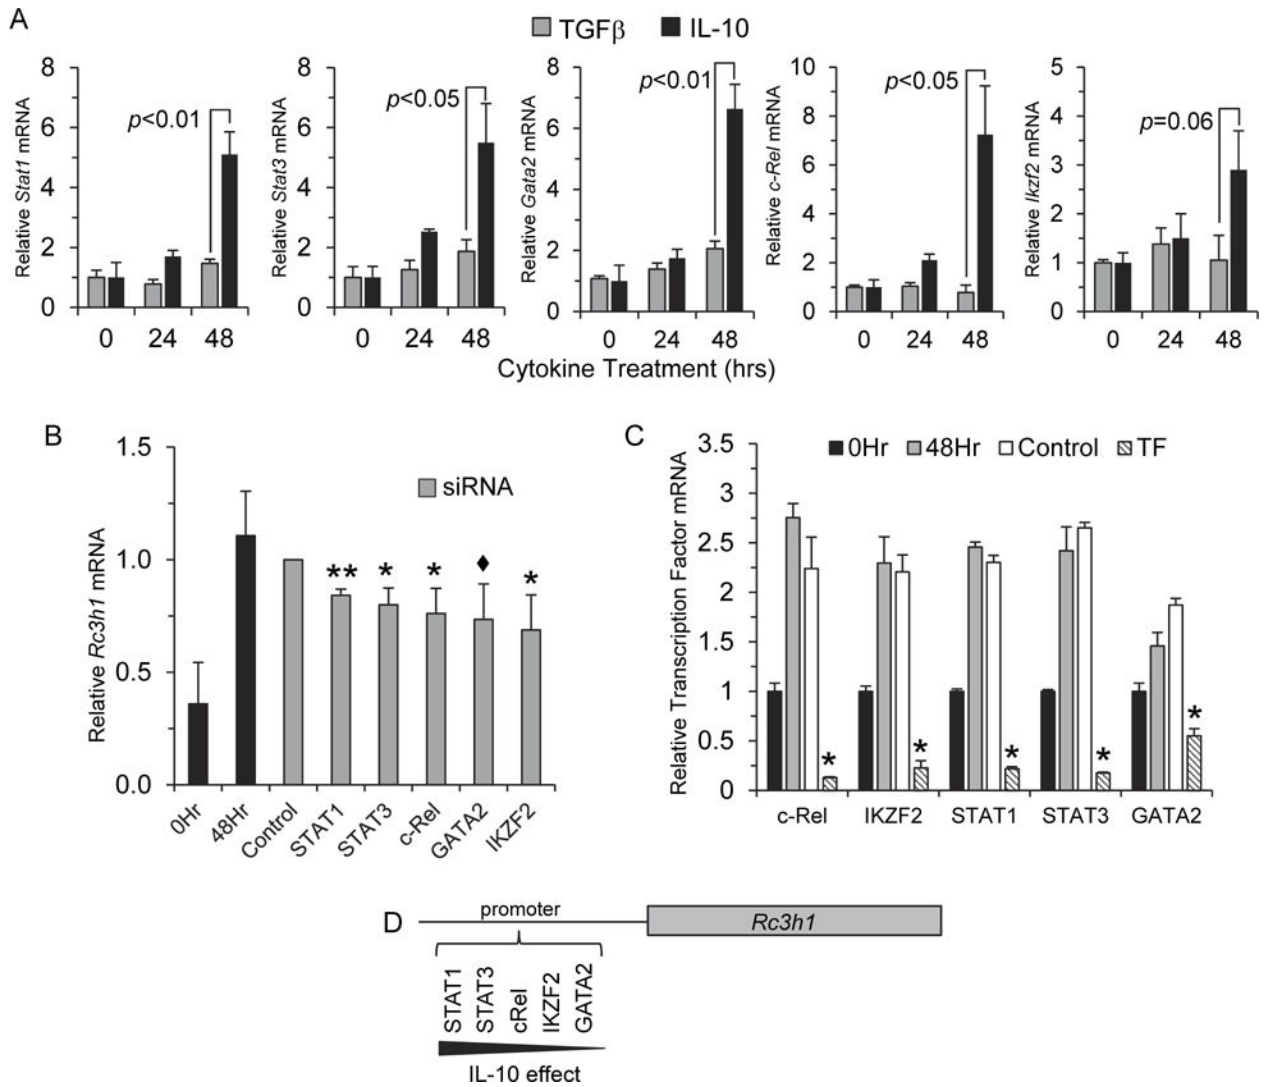 A
TGFβ IL-10
Relative Stat1 mRNA
8
6
4
2
0
p<0.01
0 24 48
Relative Stat3 mRNA
8
6
4
2
0
p<0.05
0 24 48
Relative Gata2 mRNA
8
6
4
2
0
p<0.01
0 24 48
Relative c-Rel mRNA
10
8
6
4
2
0
p<0.05
0 24 48
Relative Ikzf2 mRNA
5
4
3
2
1
0
p=0.06
0 24 48
Cytokine Treatment (hrs)
B
Relative Rc3h1 mRNA
1.5
1.0
0.5
0.0
siRNA
** * * ♦ *
0Hr 48Hr Control STAT1 STAT3 c-Rel GATA2 IKZF2
C
Relative Transcription Factor mRNA
3.5
3
2.5
2
1.5
1
0.5
0
0Hr 48Hr Control TF
* * * * *
c-Rel IKZF2 STAT1 STAT3 GATA2
D
promoter
Rc3h1
STAT1
STAT3
cRel
IKZF2
GATA2
IL-10 effect